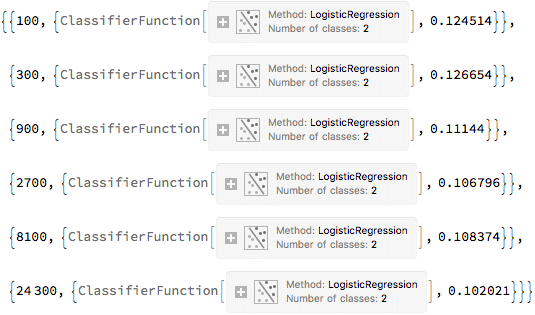 Method: LogisticRegression
{{100, {ClassifierFunction[ ], 0.124514}},
Number of classes: 2
Method: LogisticRegression
{300, {ClassifierFunction[ ], 0.126654}},
Number of classes: 2
Method: LogisticRegression
{900, {ClassifierFunction[ ], 0.11144}},
Number of classes: 2
Method: LogisticRegression
{2700, {ClassifierFunction[ ], 0.106796}},
Number of classes: 2
Method: LogisticRegression
{8100, {ClassifierFunction[ ], 0.108374}},
Number of classes: 2
Method: LogisticRegression
{24 300, {ClassifierFunction[ ], 0.102021}}}
Number of classes: 2